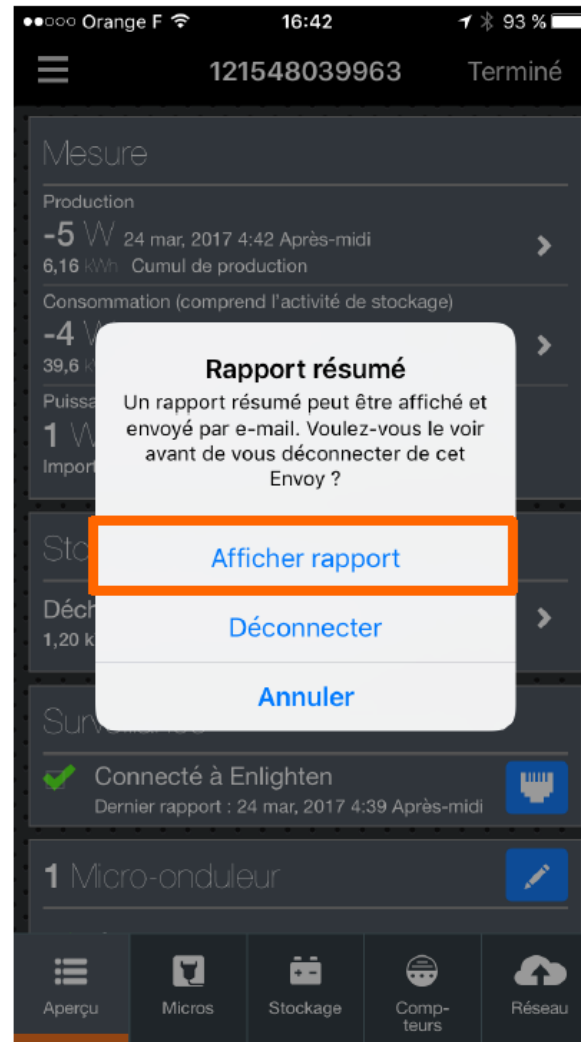 Orange F 16:42 93 %
121548039963 Terminé
Mesure
Production
-5 W 24 mar, 2017 4:42 Après-midi
6,16 kWh Cumul de production
Consommation (comprend l'activité de stockage)
-4
39,6
1 W
Rapport résumé
Un rapport résumé peut être affiché et
envoyé par e-mail. Voulez-vous le voir
avant de vous déconnecter de cet
Envoy ?
Afficher rapport
Déconnecter
Annuler
1,20
Connecté à Enlighten
Dernier rapport : 24 mar, 2017 4:39 Après-midi
1 Micro-onduleur
Aperçu Micros Stockage Comp-
teurs Réseau